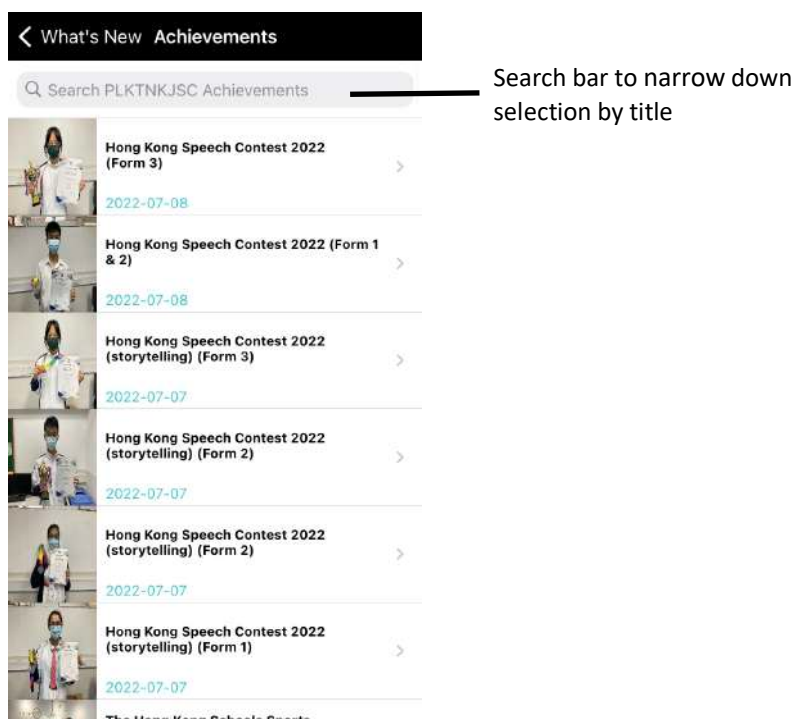 What's New Achievements
Search PLKTNKJSC Achievements
Search bar to narrow down
selection by title
Hong Kong Speech Contest 2022
(Form 3)
2022-07-08
Hong Kong Speech Contest 2022 (Form 1
& 2)
2022-07-08
Hong Kong Speech Contest 2022
(storytelling) (Form 3)
2022-07-07
Hong Kong Speech Contest 2022
(storytelling) (Form 2)
2022-07-07
Hong Kong Speech Contest 2022
(storytelling) (Form 2)
2022-07-07
Hong Kong Speech Contest 2022
(storytelling) (Form 1)
2022-07-07
The Hong Kong Schools Sports